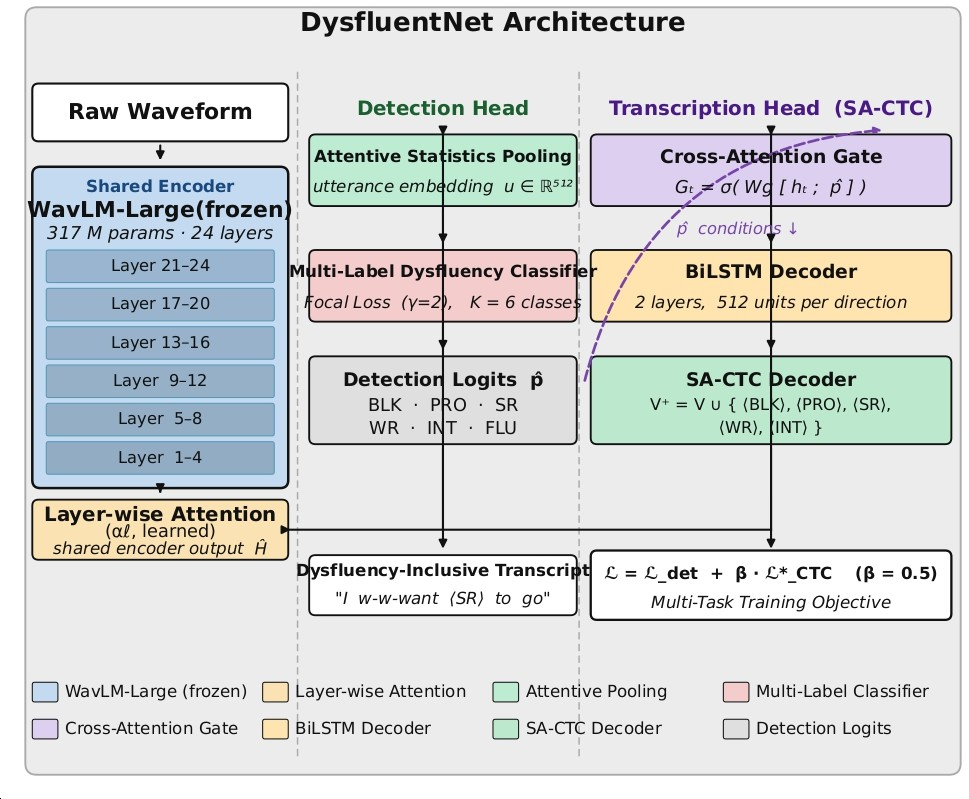 DysfluentNet Architecture
Raw Waveform
Shared Encoder
WavLM-Large(frozen)
317 M params · 24 layers
Layer 21–24
Layer 17–20
Layer 13–16
Layer  9–12
Layer  5–8
Layer  1–4
Layer-wise Attention
(αℓ, learned)
shared encoder output  Ĥ
Detection Head
Attentive Statistics Pooling
utterance embedding  u ∈ ℝ⁵¹²
Multi-Label Dysfluency Classifier
Focal Loss  (γ=2),   K = 6 classes
Detection Logits  p̂
BLK  ·  PRO  ·  SR
WR  ·  INT  ·  FLU
Dysfluency-Inclusive Transcript
"I  w-w-want  ⟨SR⟩  to  go"
Transcription Head  (SA-CTC)
Cross-Attention Gate
Gₜ = σ( Wg [ hₜ ;  p̂ ] )
p̂  conditions ↓
BiLSTM Decoder
2 layers,  512 units per direction
SA-CTC Decoder
V⁺ = V ∪ { ⟨BLK⟩, ⟨PRO⟩, ⟨SR⟩,
⟨WR⟩, ⟨INT⟩ }
ℒ = ℒ_det  +  β · ℒ*_CTC    (β = 0.5)
Multi-Task Training Objective
WavLM-Large (frozen)
Layer-wise Attention
Attentive Pooling
Multi-Label Classifier
Cross-Attention Gate
BiLSTM Decoder
SA-CTC Decoder
Detection Logits